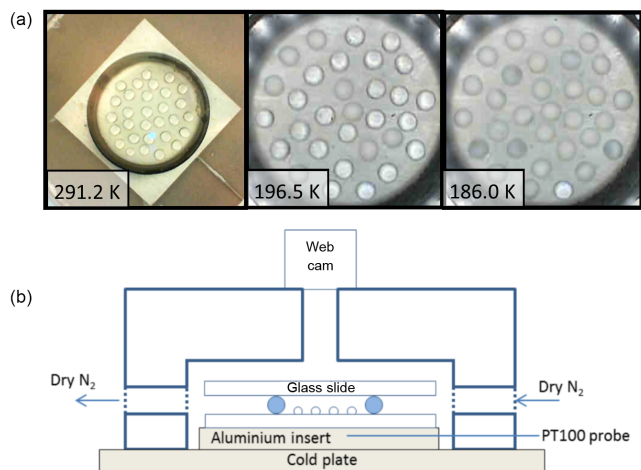 (a)
291.2 K
196.5 K
186.0 K
Web
cam
(b)
Dry N₂
Dry N₂
Glass slide
Aluminium insert
PT100 probe
Cold plate